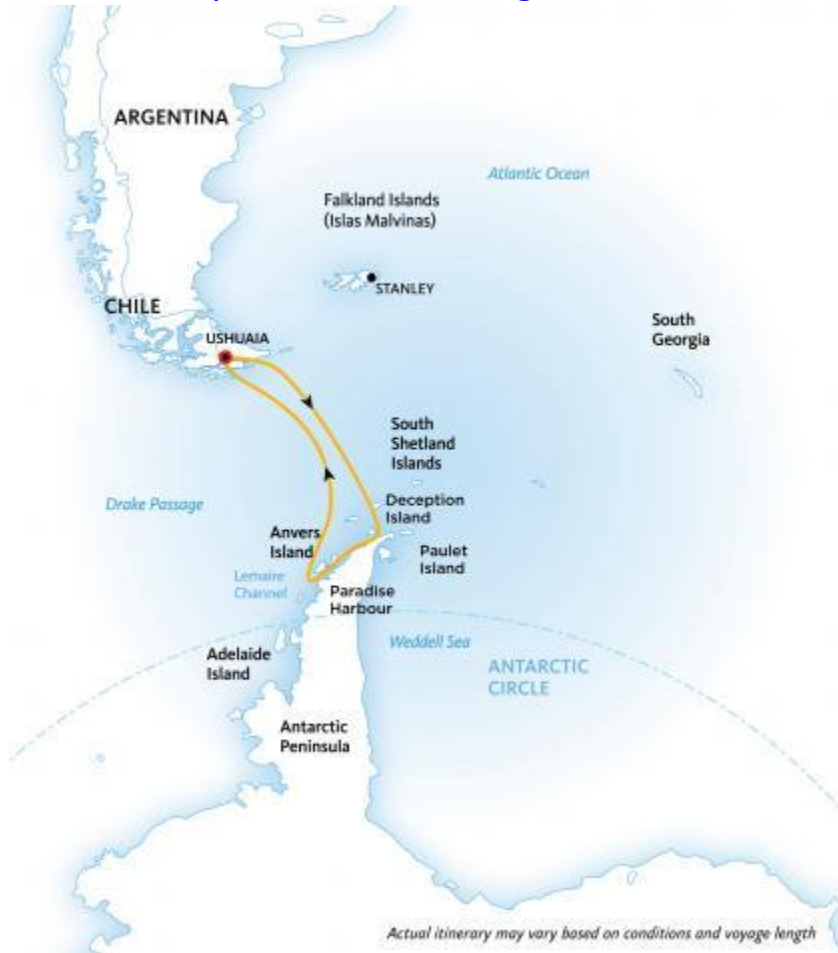 ARGENTINA
Atlantic Ocean
Falkland Islands
(Islas Malvinas)
STANLEY
CHILE
South
Georgia
USHUAIA
South
Shetland
Islands
Drake Passage
Deception
Island
Anvers
Island
Paulet
Island
Lemaire
Channel
Paradise
Harbour
Weddell Sea
Adelaide
Island
ANTARCTIC
CIRCLE
Antarctic
Peninsula
Actual itinerary may vary based on conditions and voyage length